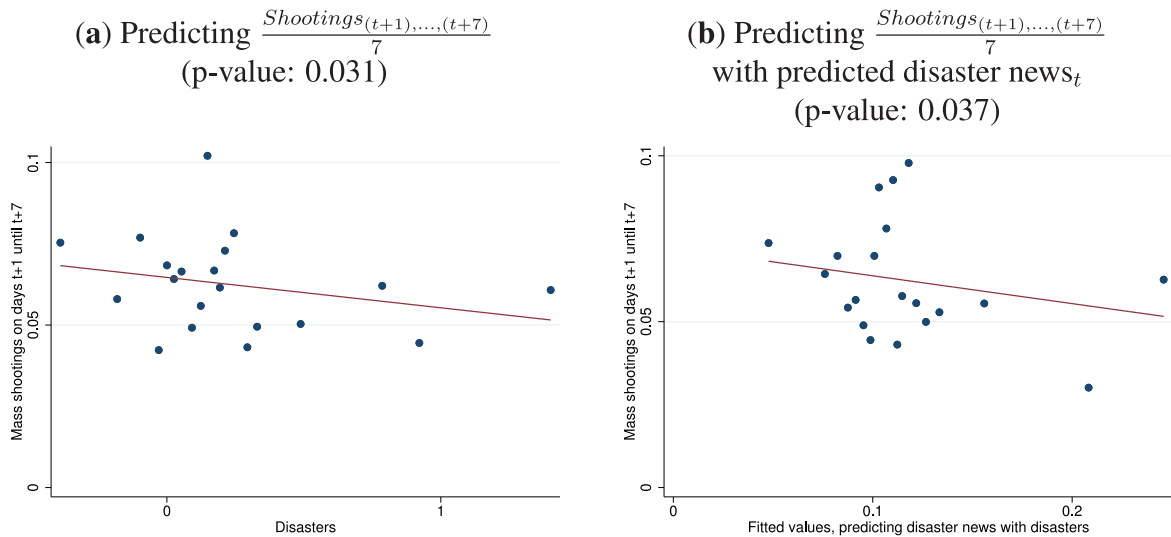 (a) Predicting Shootings(t+1),...,(t+7) / 7
(p-value: 0.031)
Mass shootings on days t+1 until t+7
0.1
0.05
0
0
1
Disasters
(b) Predicting Shootings(t+1),...,(t+7) / 7
with predicted disaster newst
(p-value: 0.037)
Mass shootings on days t+1 until t+7
0.1
0.05
0
0
0.1
0.2
Fitted values, predicting disaster news with disasters